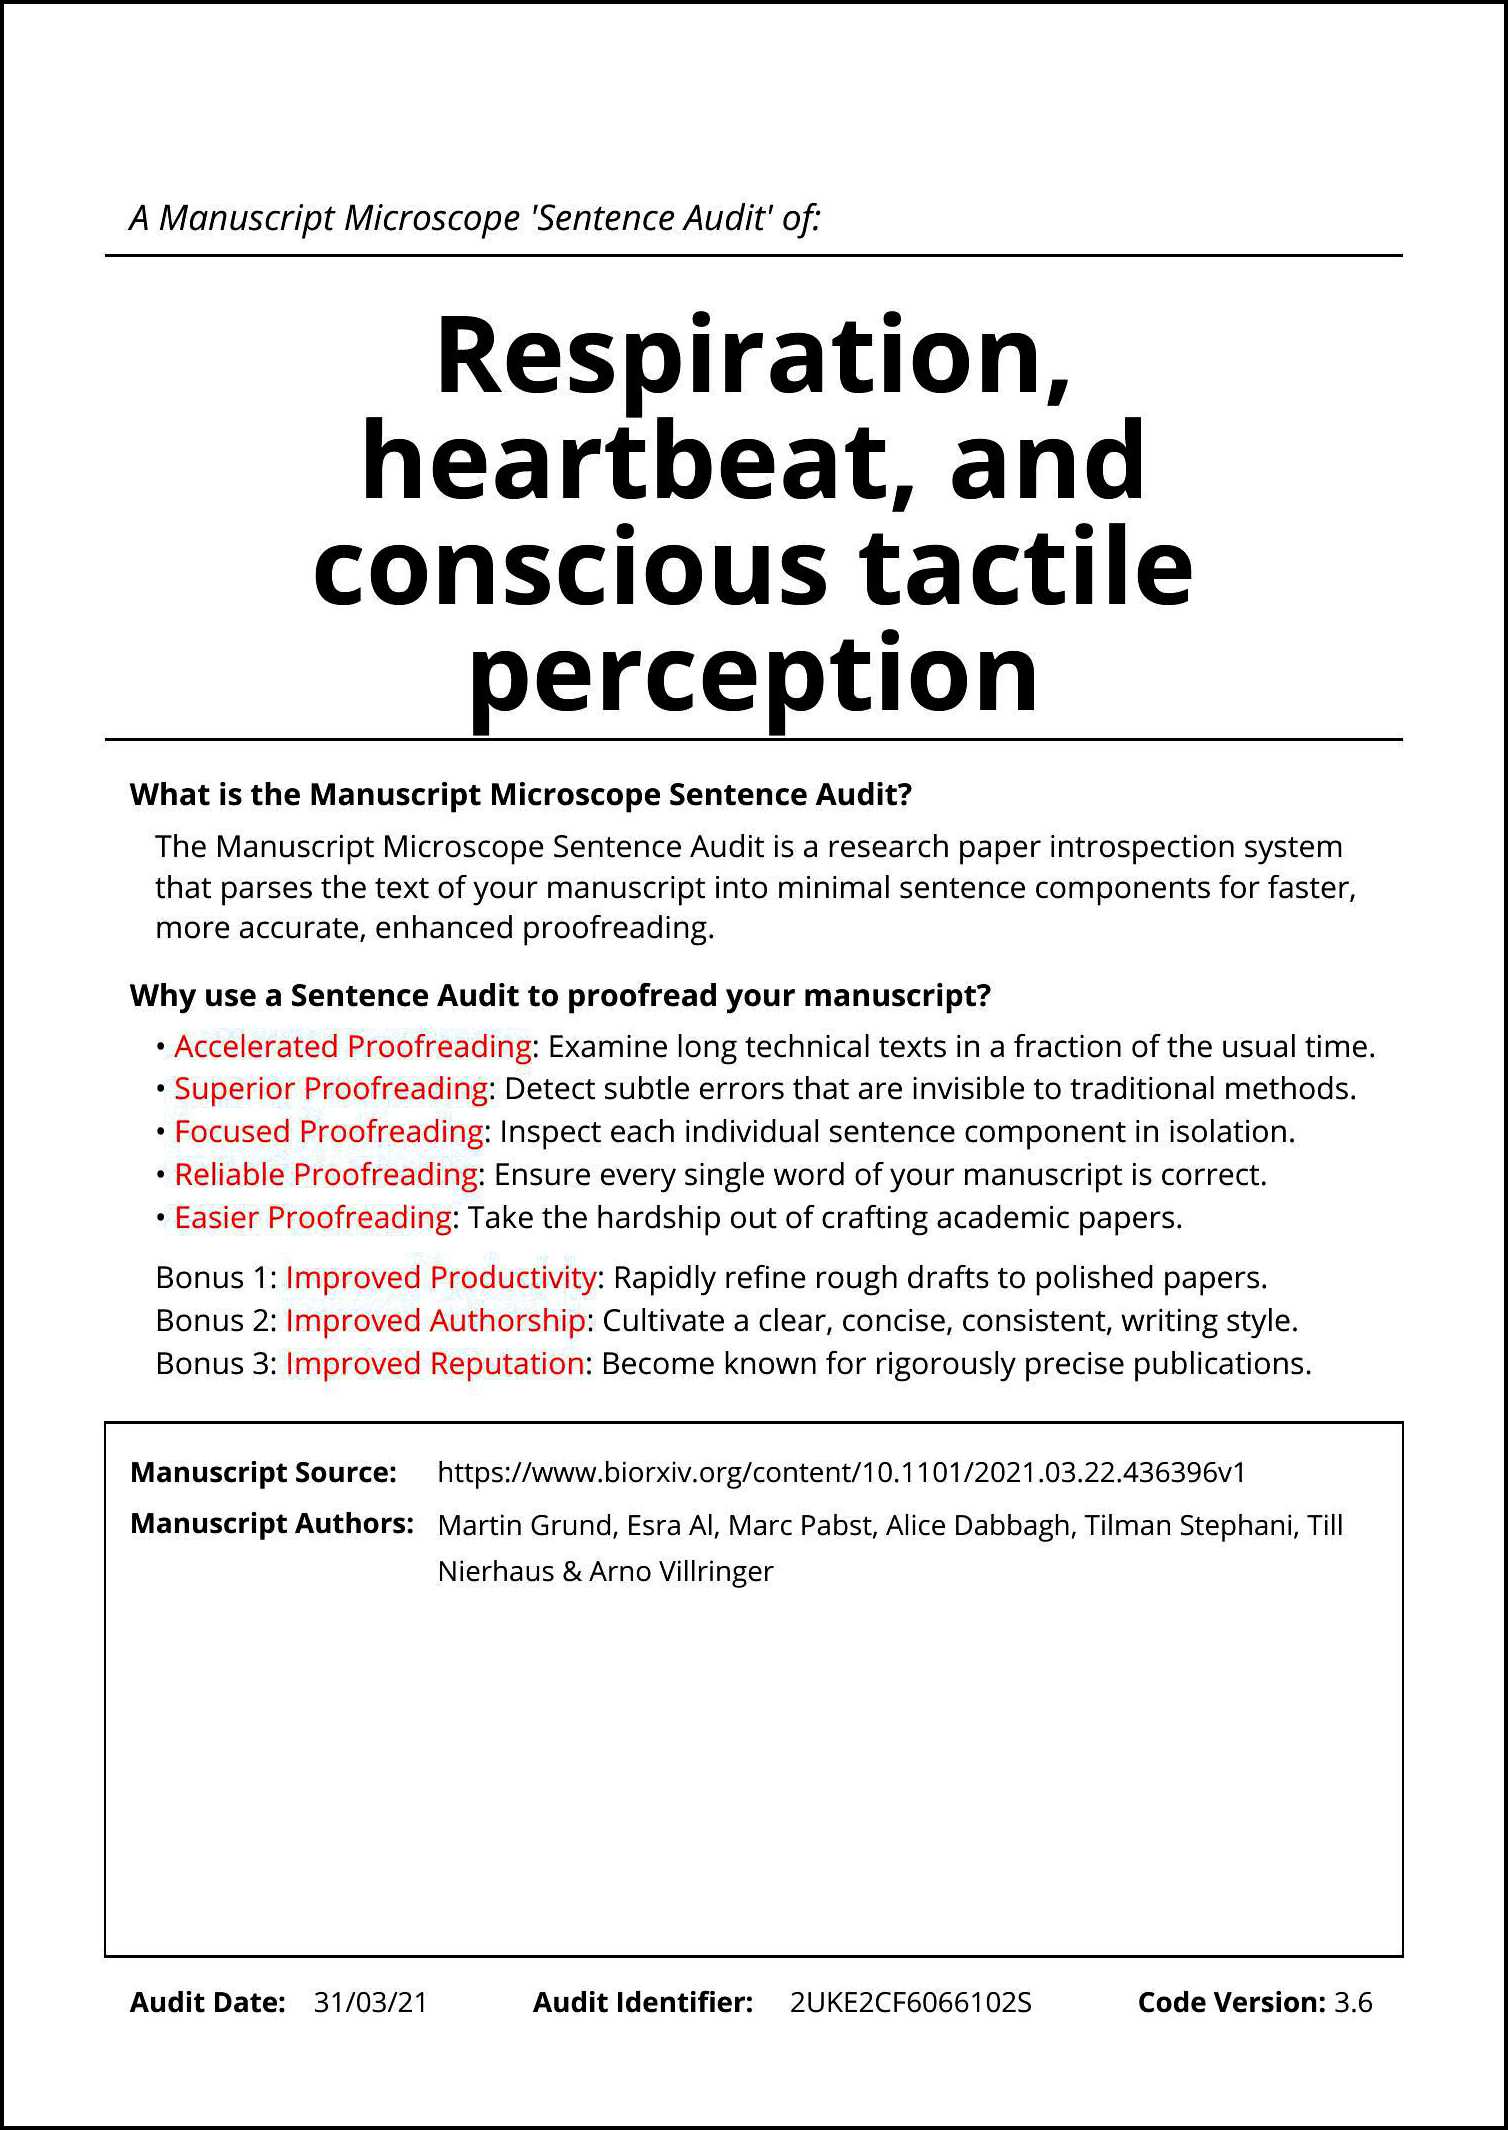 A Manuscript Microscope 'Sentence Audit' of:
Respiration,
heartbeat, and
conscious tactile
perception
What is the Manuscript Microscope Sentence Audit?
The Manuscript Microscope Sentence Audit is a research paper introspection system
that parses the text of your manuscript into minimal sentence components for faster,
more accurate, enhanced proofreading.
Why use a Sentence Audit to proofread your manuscript?
• Accelerated Proofreading: Examine long technical texts in a fraction of the usual time.
• Superior Proofreading: Detect subtle errors that are invisible to traditional methods.
• Focused Proofreading: Inspect each individual sentence component in isolation.
• Reliable Proofreading: Ensure every single word of your manuscript is correct.
• Easier Proofreading: Take the hardship out of crafting academic papers.
Bonus 1: Improved Productivity: Rapidly refine rough drafts to polished papers.
Bonus 2: Improved Authorship: Cultivate a clear, concise, consistent, writing style.
Bonus 3: Improved Reputation: Become known for rigorously precise publications.
Manuscript Source: https://www.biorxiv.org/content/10.1101/2021.03.22.436396v1
Manuscript Authors: Martin Grund, Esra Al, Marc Pabst, Alice Dabbagh, Tilman Stephani, Till
Nierhaus & Arno Villringer
Audit Date: 31/03/21 Audit Identifier: 2UKE2CF6066102S Code Version: 3.6